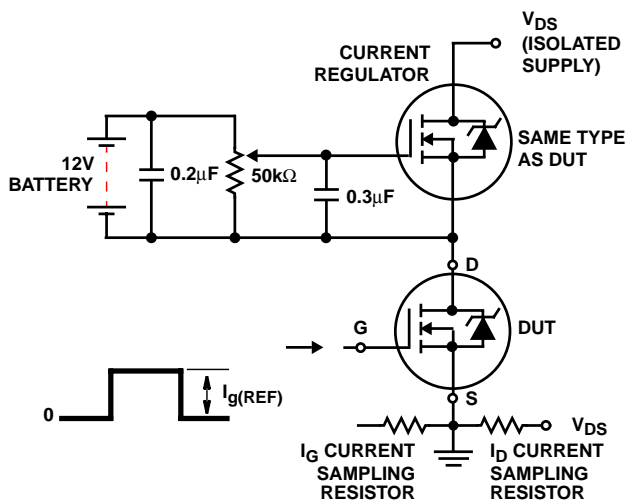 V_DS
(ISOLATED
SUPPLY)
CURRENT
REGULATOR
SAME TYPE
AS DUT
12V
BATTERY
0.2μF
50kΩ
0.3μF
D
DUT
G
S
0
I_g(REF)
V_DS
I_G CURRENT
SAMPLING
RESISTOR
I_D CURRENT
SAMPLING
RESISTOR